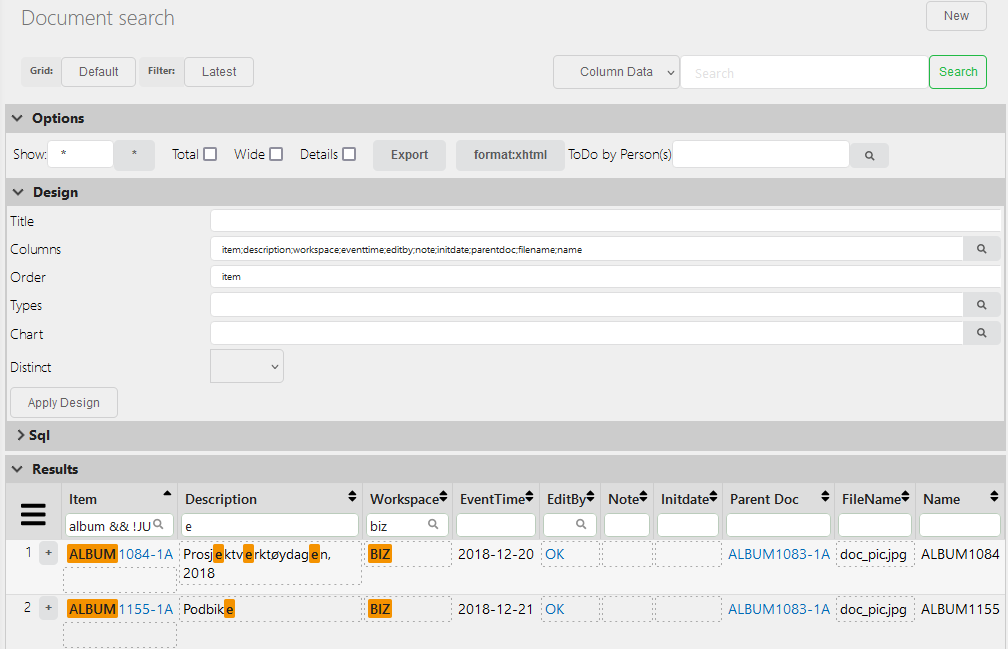 Document search
New
Grid: Default Filter: Latest Column Data Search Search
Options
Show: * * Total Wide Details Export format:xhtml ToDo by Person(s)
Design
Title
Columns item;description;workspace;eventtime;editby;note;initdate;parentdoc;filename;name
Order item
Types
Chart
Distinct
Apply Design
Sql
Results
Item Description Workspace EventTime EditBy Note Initdate Parent Doc FileName Name
album && !JU e biz
1 + ALBUM1084-1A Prosjektverktøydagen, BIZ 2018-12-20 OK ALBUM1083-1A doc_pic.jpg ALBUM1084
2018
2 + ALBUM1155-1A Podbike BIZ 2018-12-21 OK ALBUM1083-1A doc_pic.jpg ALBUM1155